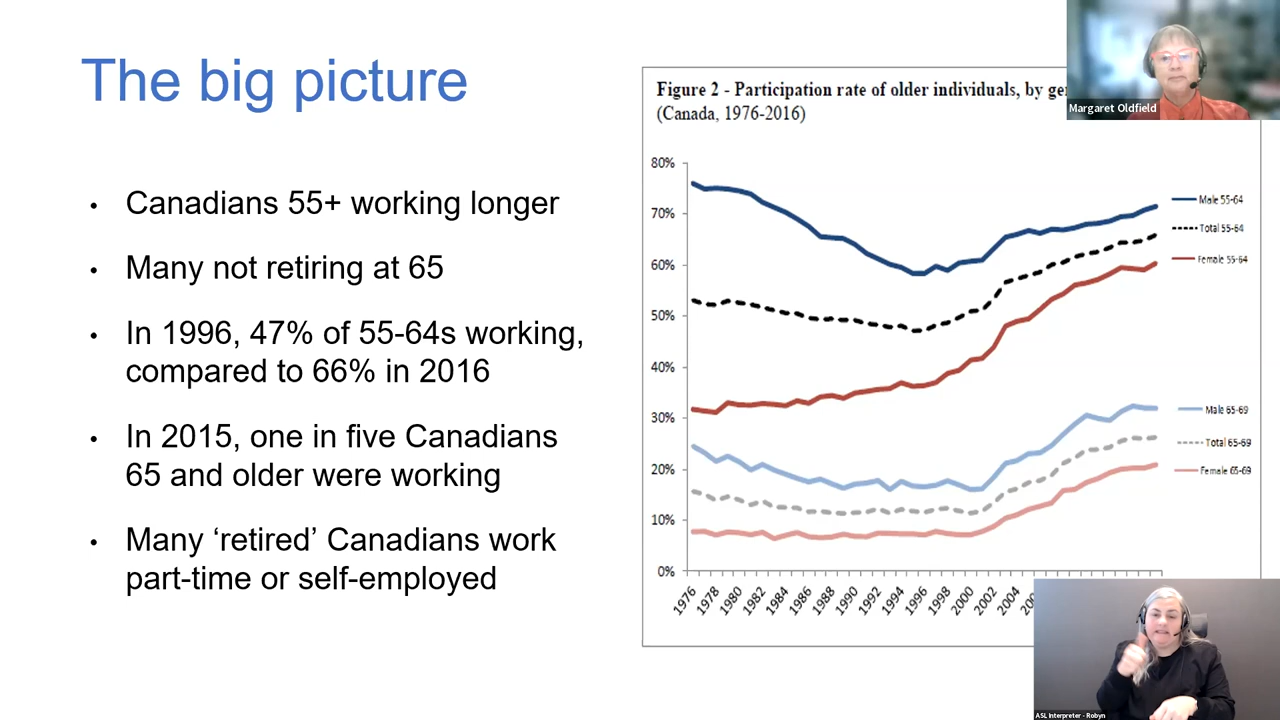 The big picture
• Canadians 55+ working longer
• Many not retiring at 65
• In 1996, 47% of 55-64s working,
compared to 66% in 2016
• In 2015, one in five Canadians
65 and older were working
• Many ‘retired’ Canadians work
part-time or self-employed
Figure 2 - Participation rate of older individuals, by
(Canada, 1976-2016)
80%
70%
60%
50%
40%
30%
20%
10%
0%
1976
1978
1980
1982
1984
1986
1988
1990
1992
1994
1996
1998
2000
2002
2004
Male 55-64
Total 55-64
Female 55-64
Male 65-69
Total 65-69
Female 65-69
Margaret Oldfield
ASL Interpreter - Robyn